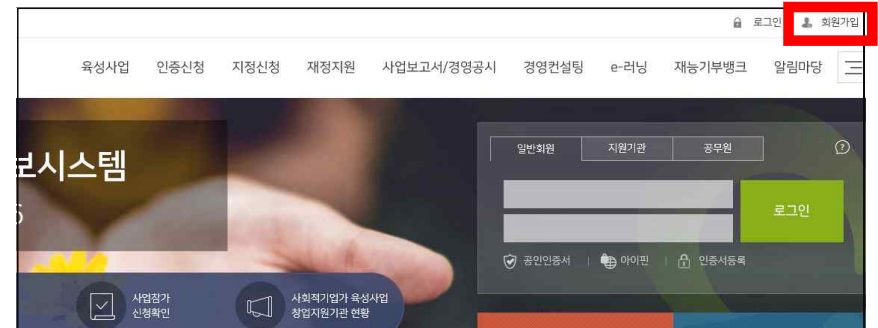 로그인 회원가입
육성사업 인증신청 지정신청 재정지원 사업보고서/경영공시 경영컨설팅 e-러닝 재능기부뱅크 알림마당
일반회원 지원기관 공무원
보시스템
로그인
공인인증서 | 아이핀 | 인증서등록
사업참가
신청확인
사회적기업가 육성사업
창업지원기관 현황